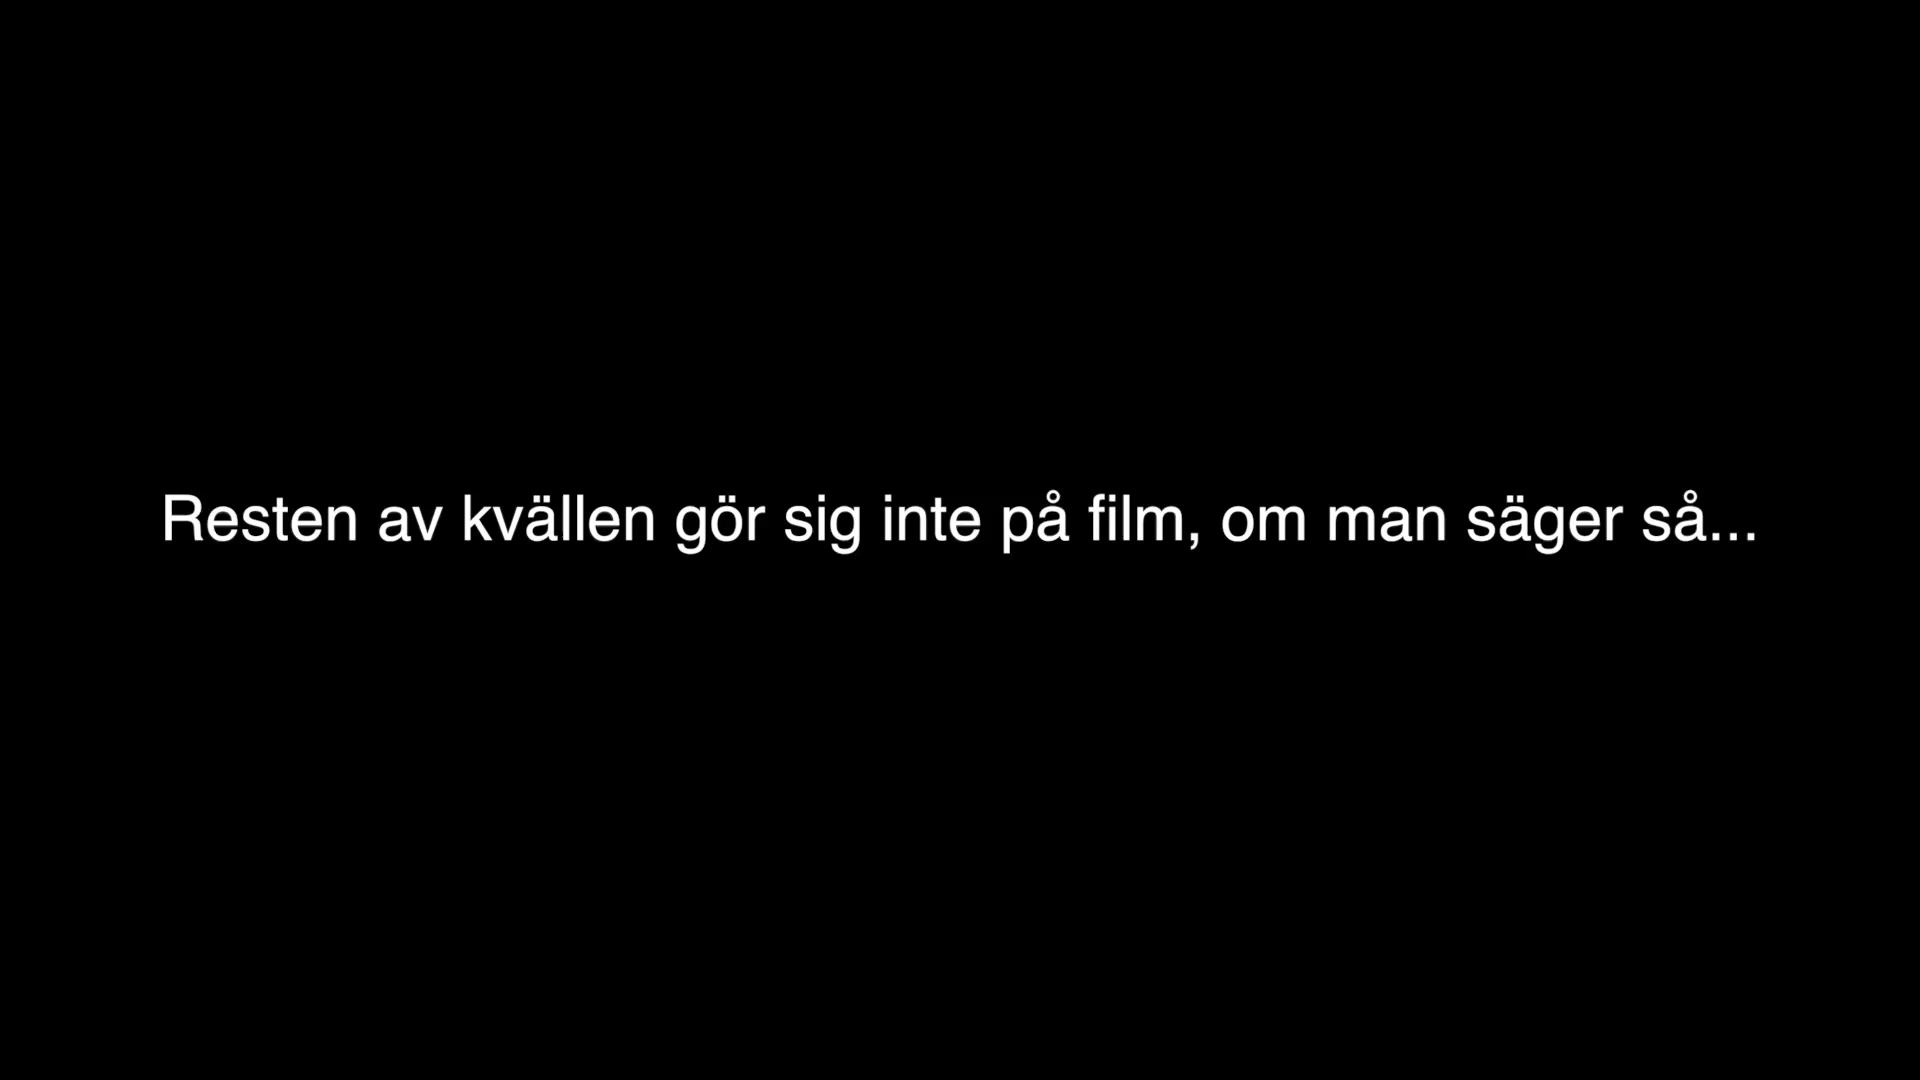 Resten av kvällen gör sig inte på film, om man säger så...